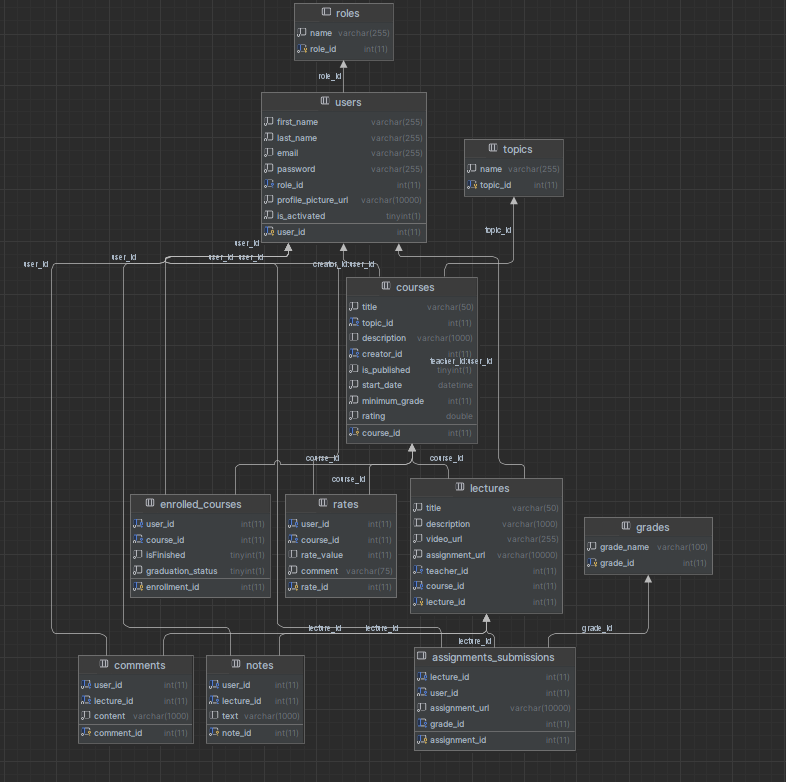 roles
name varchar(255)
role_id int(11)
role_id
users
first_name varchar(255)
last_name varchar(255)
email varchar(255)
password varchar(255)
role_id int(11)
profile_picture_url varchar(10000)
is_activated tinyint(1)
user_id int(11)
topics
name varchar(255)
topic_id int(11)
topic_id
user_id
user_id
user_id
user_id
user_id
creator_id:user_id
courses
title varchar(50)
topic_id int(11)
description varchar(1000)
creator_id int(11)
teacher_id:user_id
is_published tinyint(1)
start_date datetime
minimum_grade int(11)
rating double
course_id int(11)
course_id
course_id
course_id
enrolled_courses
user_id int(11)
course_id int(11)
isFinished tinyint(1)
graduation_status tinyint(1)
enrollment_id int(11)
rates
user_id int(11)
course_id int(11)
rate_value int(11)
comment varchar(75)
rate_id int(11)
lectures
title varchar(50)
description varchar(1000)
video_url varchar(255)
assignment_url varchar(10000)
teacher_id int(11)
course_id int(11)
lecture_id int(11)
grades
grade_name varchar(100)
grade_id int(11)
lecture_id
lecture_id
lecture_id
grade_id
comments
user_id int(11)
lecture_id int(11)
content varchar(1000)
comment_id int(11)
notes
user_id int(11)
lecture_id int(11)
text varchar(1000)
note_id int(11)
assignments_submissions
lecture_id int(11)
user_id int(11)
assignment_url varchar(10000)
grade_id int(11)
assignment_id int(11)